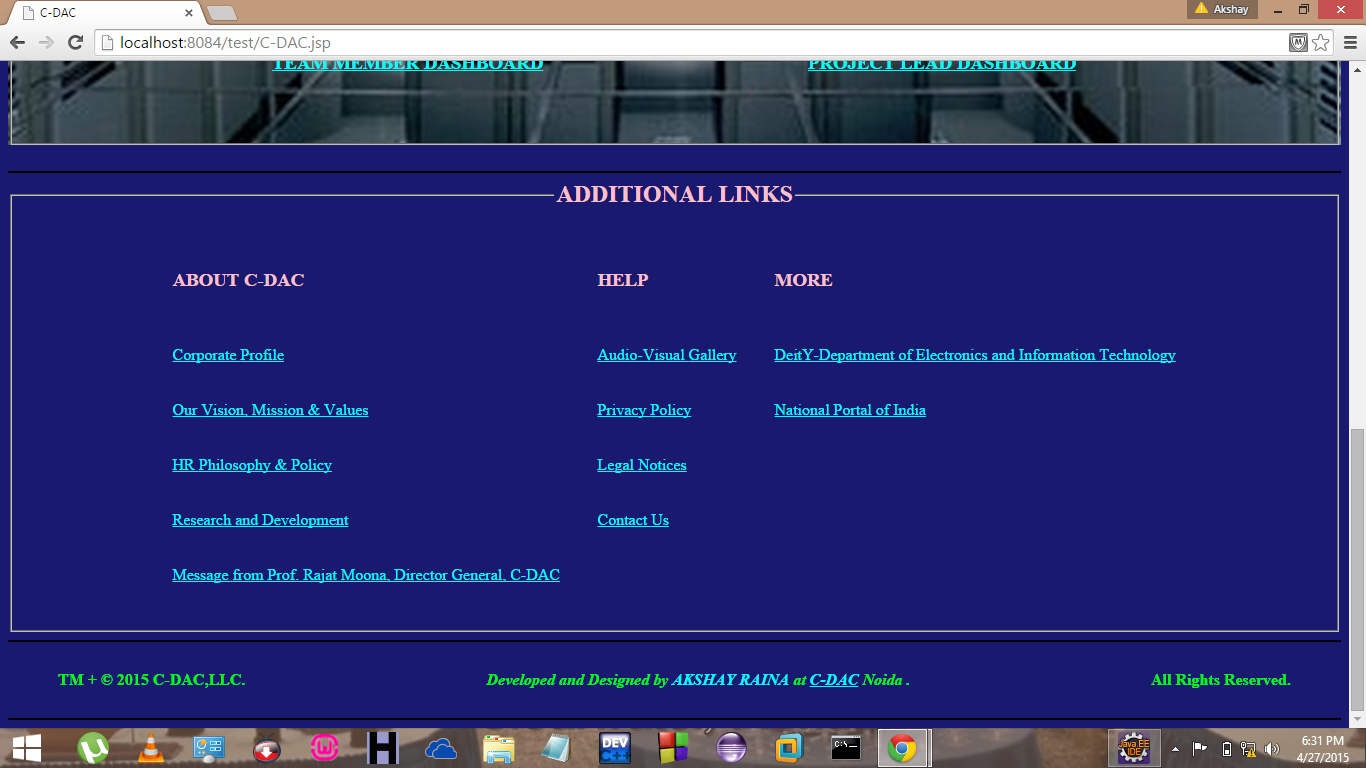 C-DAC
Akshay
localhost:8084/test/C-DAC.jsp
TEAM MEMBER DASHBOARD PROJECT LEAD DASHBOARD
ADDITIONAL LINKS
ABOUT C-DAC HELP MORE
Corporate Profile Audio-Visual Gallery DeitY-Department of Electronics and Information Technology
Our Vision, Mission & Values Privacy Policy National Portal of India
HR Philosophy & Policy Legal Notices
Research and Development Contact Us
Message from Prof. Rajat Moona, Director General, C-DAC
TM + © 2015 C-DAC,LLC. Developed and Designed by AKSHAY RAINA at C-DAC Noida . All Rights Reserved.
DEV
C++
C:\_
Java EE
IDE
6:31 PM
4/27/2015